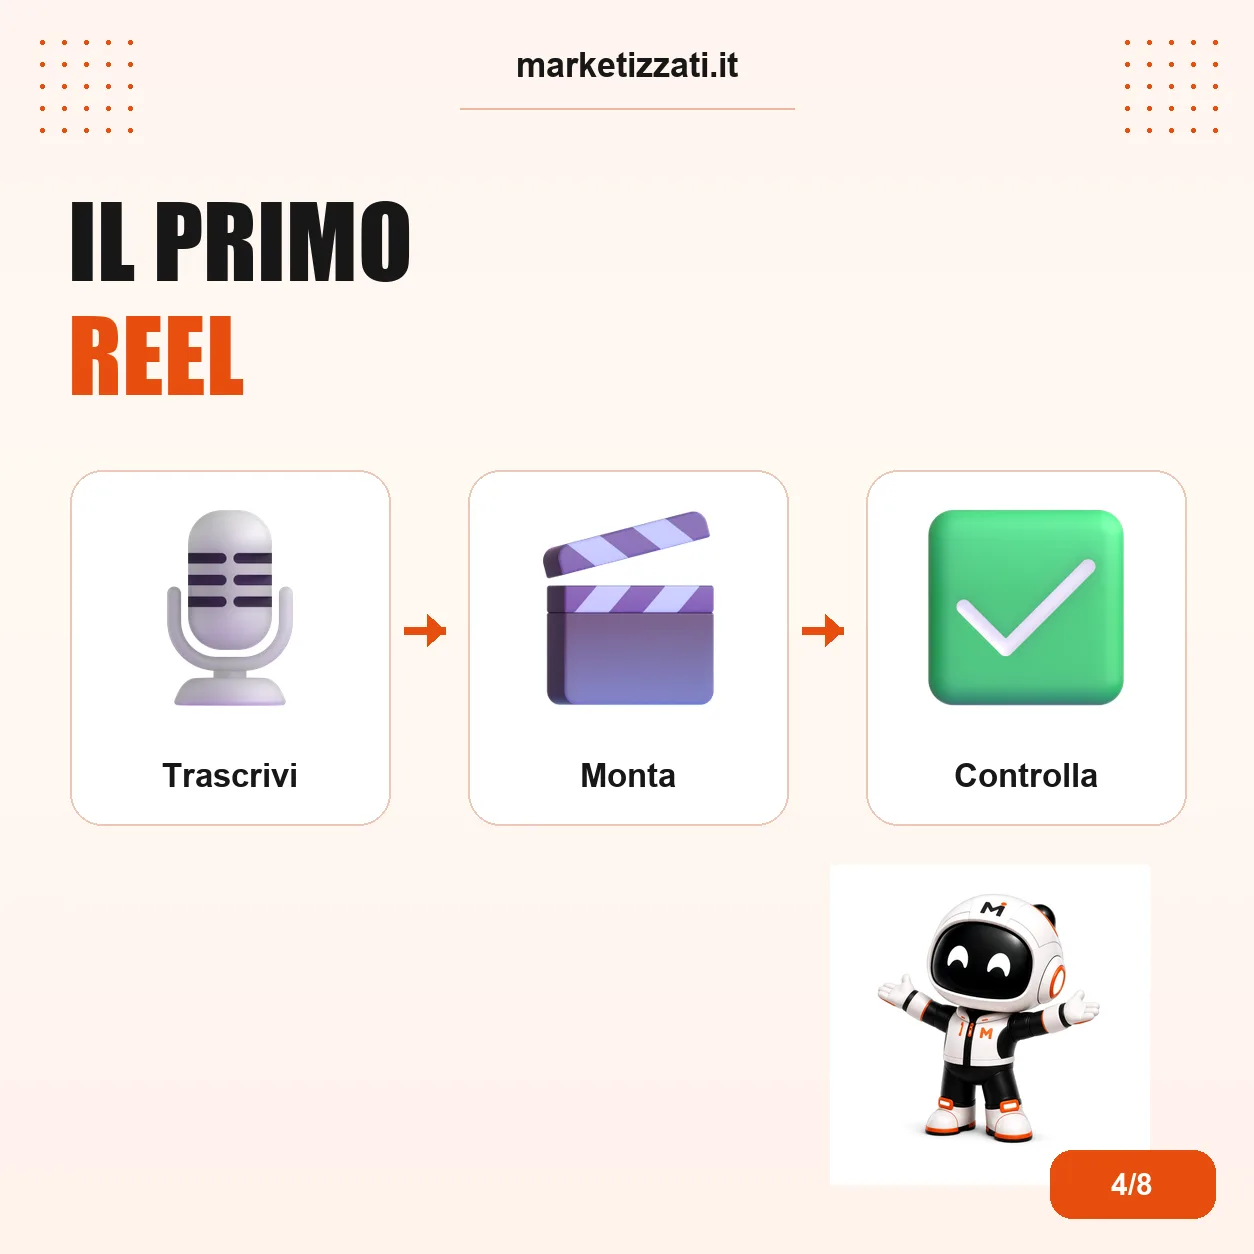 marketizzati.it
IL PRIMO
REEL
Trascrivi
Monta
Controlla
M
M
4/8